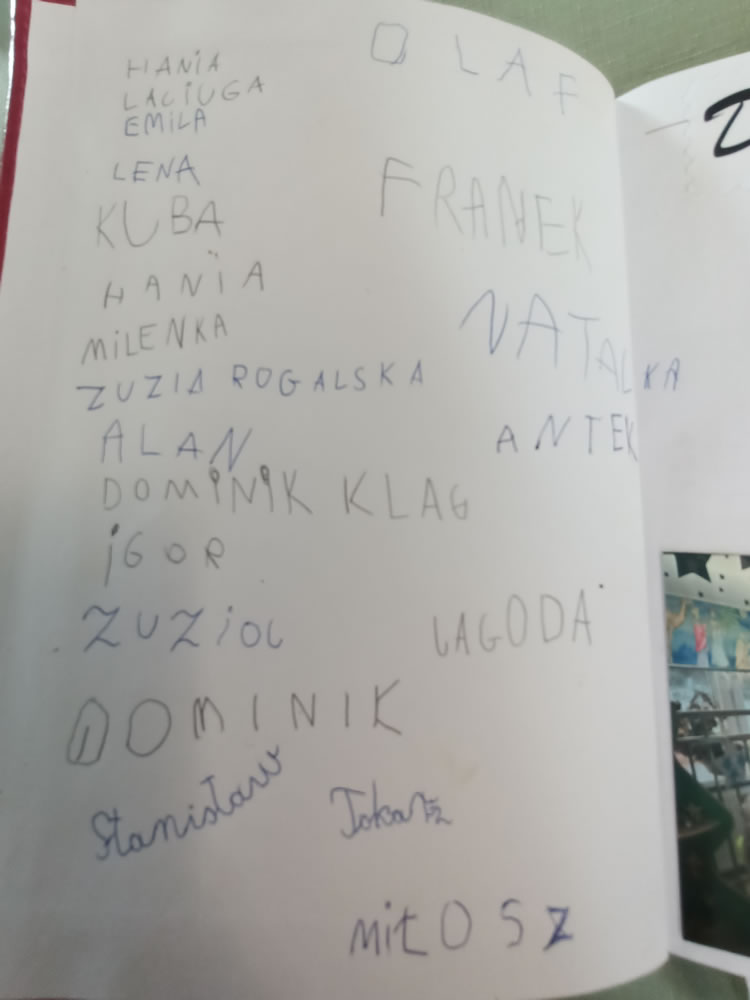 OLAF
HANiA
LACiUGA
EMiLA
LENA
FRANEK
KUBA
HANiA
MiLENKA
NATALKA
ZUZIA ROGALSKA
ALAN
ANTEK
DOMiNiK KLAG
iGOR
ZUZiOL ŁAGODA
DOMINIK
Stanisław Tokarz
miłOSZ